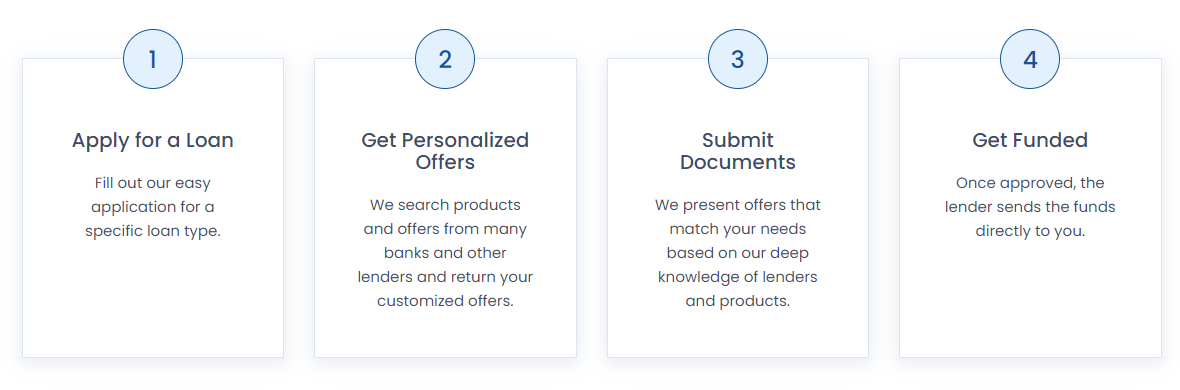 1
Apply for a Loan
Fill out our easy
application for a
specific loan type.
2
Get Personalized
Offers
We search products
and offers from many
banks and other
lenders and return your
customized offers.
3
Submit
Documents
We present offers that
match your needs
based on our deep
knowledge of lenders
and products.
4
Get Funded
Once approved, the
lender sends the funds
directly to you.